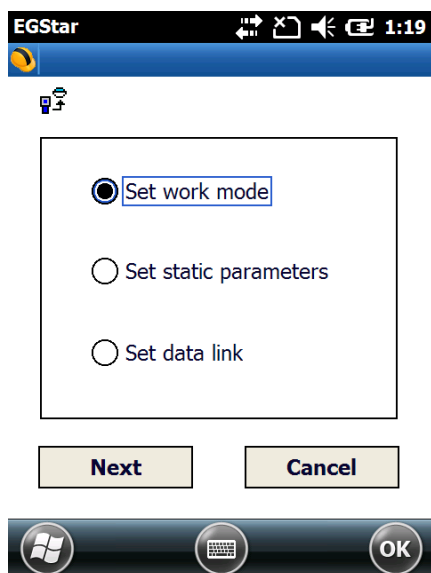 EGStar 1:19
Set work mode
Set static parameters
Set data link
Next Cancel
OK